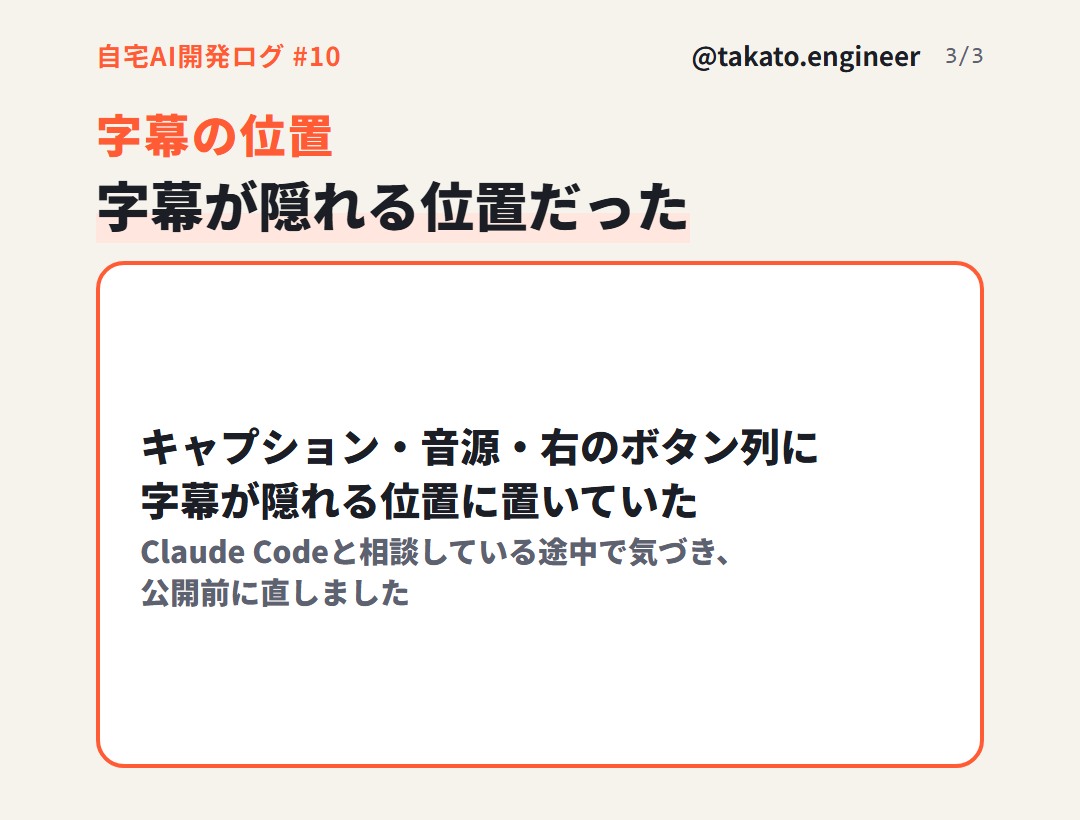 自宅AI開発ログ #10
@takato.engineer 3/3
字幕の位置
字幕が隠れる位置だった
キャプション・音源・右のボタン列に
字幕が隠れる位置に置いていた
Claude Codeと相談している途中で気づき、
公開前に直しました